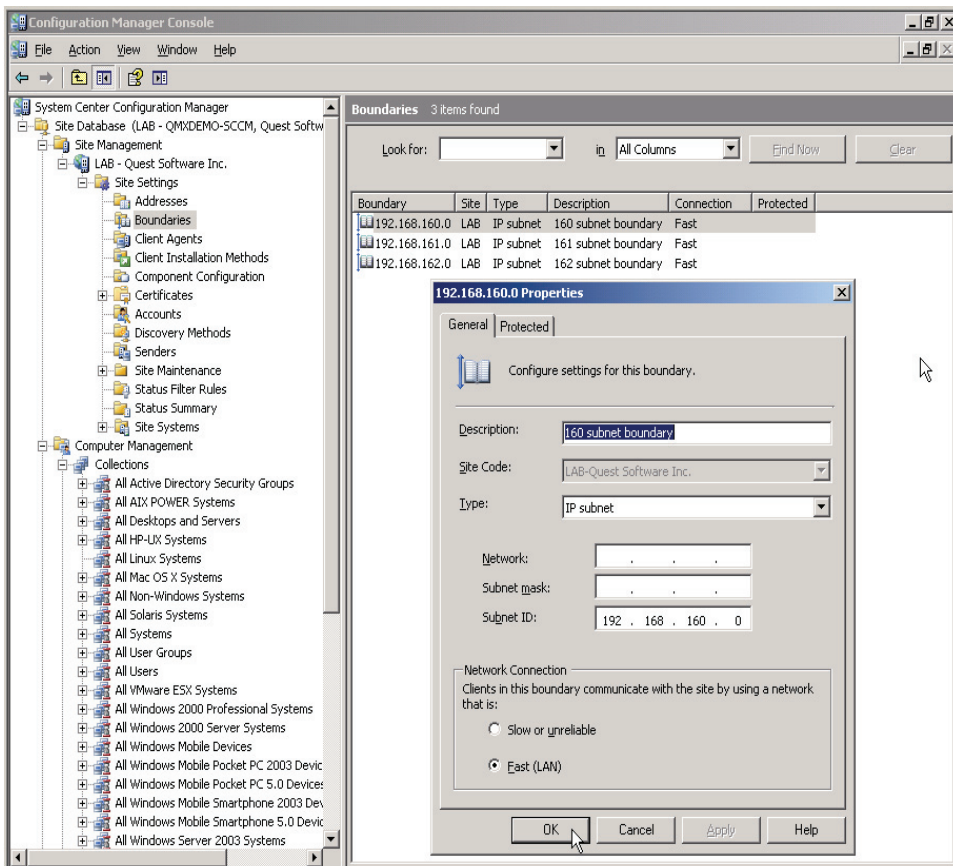 Configuration Manager Console
File Action View Window Help
System Center Configuration Manager
Site Database (LAB - QMXDEMO-SCCM, Quest Softw
Site Management
LAB - Quest Software Inc.
Site Settings
Addresses
Boundaries
Client Agents
Client Installation Methods
Component Configuration
Certificates
Accounts
Discovery Methods
Senders
Site Maintenance
Status Filter Rules
Status Summary
Site Systems
Computer Management
Collections
All Active Directory Security Groups
All AIX POWER Systems
All Desktops and Servers
All HP-UX Systems
All Linux Systems
All Mac OS X Systems
All Non-Windows Systems
All Solaris Systems
All Systems
All User Groups
All Users
All VMware ESX Systems
All Windows 2000 Professional Systems
All Windows 2000 Server Systems
All Windows Mobile Devices
All Windows Mobile Pocket PC 2003 Devic
All Windows Mobile Pocket PC 5.0 Devices
All Windows Mobile Smartphone 2003 Dev
All Windows Mobile Smartphone 5.0 Devic
All Windows Server 2003 Systems
Boundaries 3 items found
Look for: in All Columns Find Now Clear
Boundary Site Type Description Connection Protected
192.168.160.0 LAB IP subnet 160 subnet boundary Fast
192.168.161.0 LAB IP subnet 161 subnet boundary Fast
192.168.162.0 LAB IP subnet 162 subnet boundary Fast
192.168.160.0 Properties
General Protected
Configure settings for this boundary.
Description: 160 subnet boundary
Site Code: LAB-Quest Software Inc.
Type: IP subnet
Network: . . .
Subnet mask: . . .
Subnet ID: 192 . 168 . 160 . 0
Network Connection
Clients in this boundary communicate with the site by using a network
that is:
Slow or unreliable
Fast (LAN)
OK Cancel Apply Help